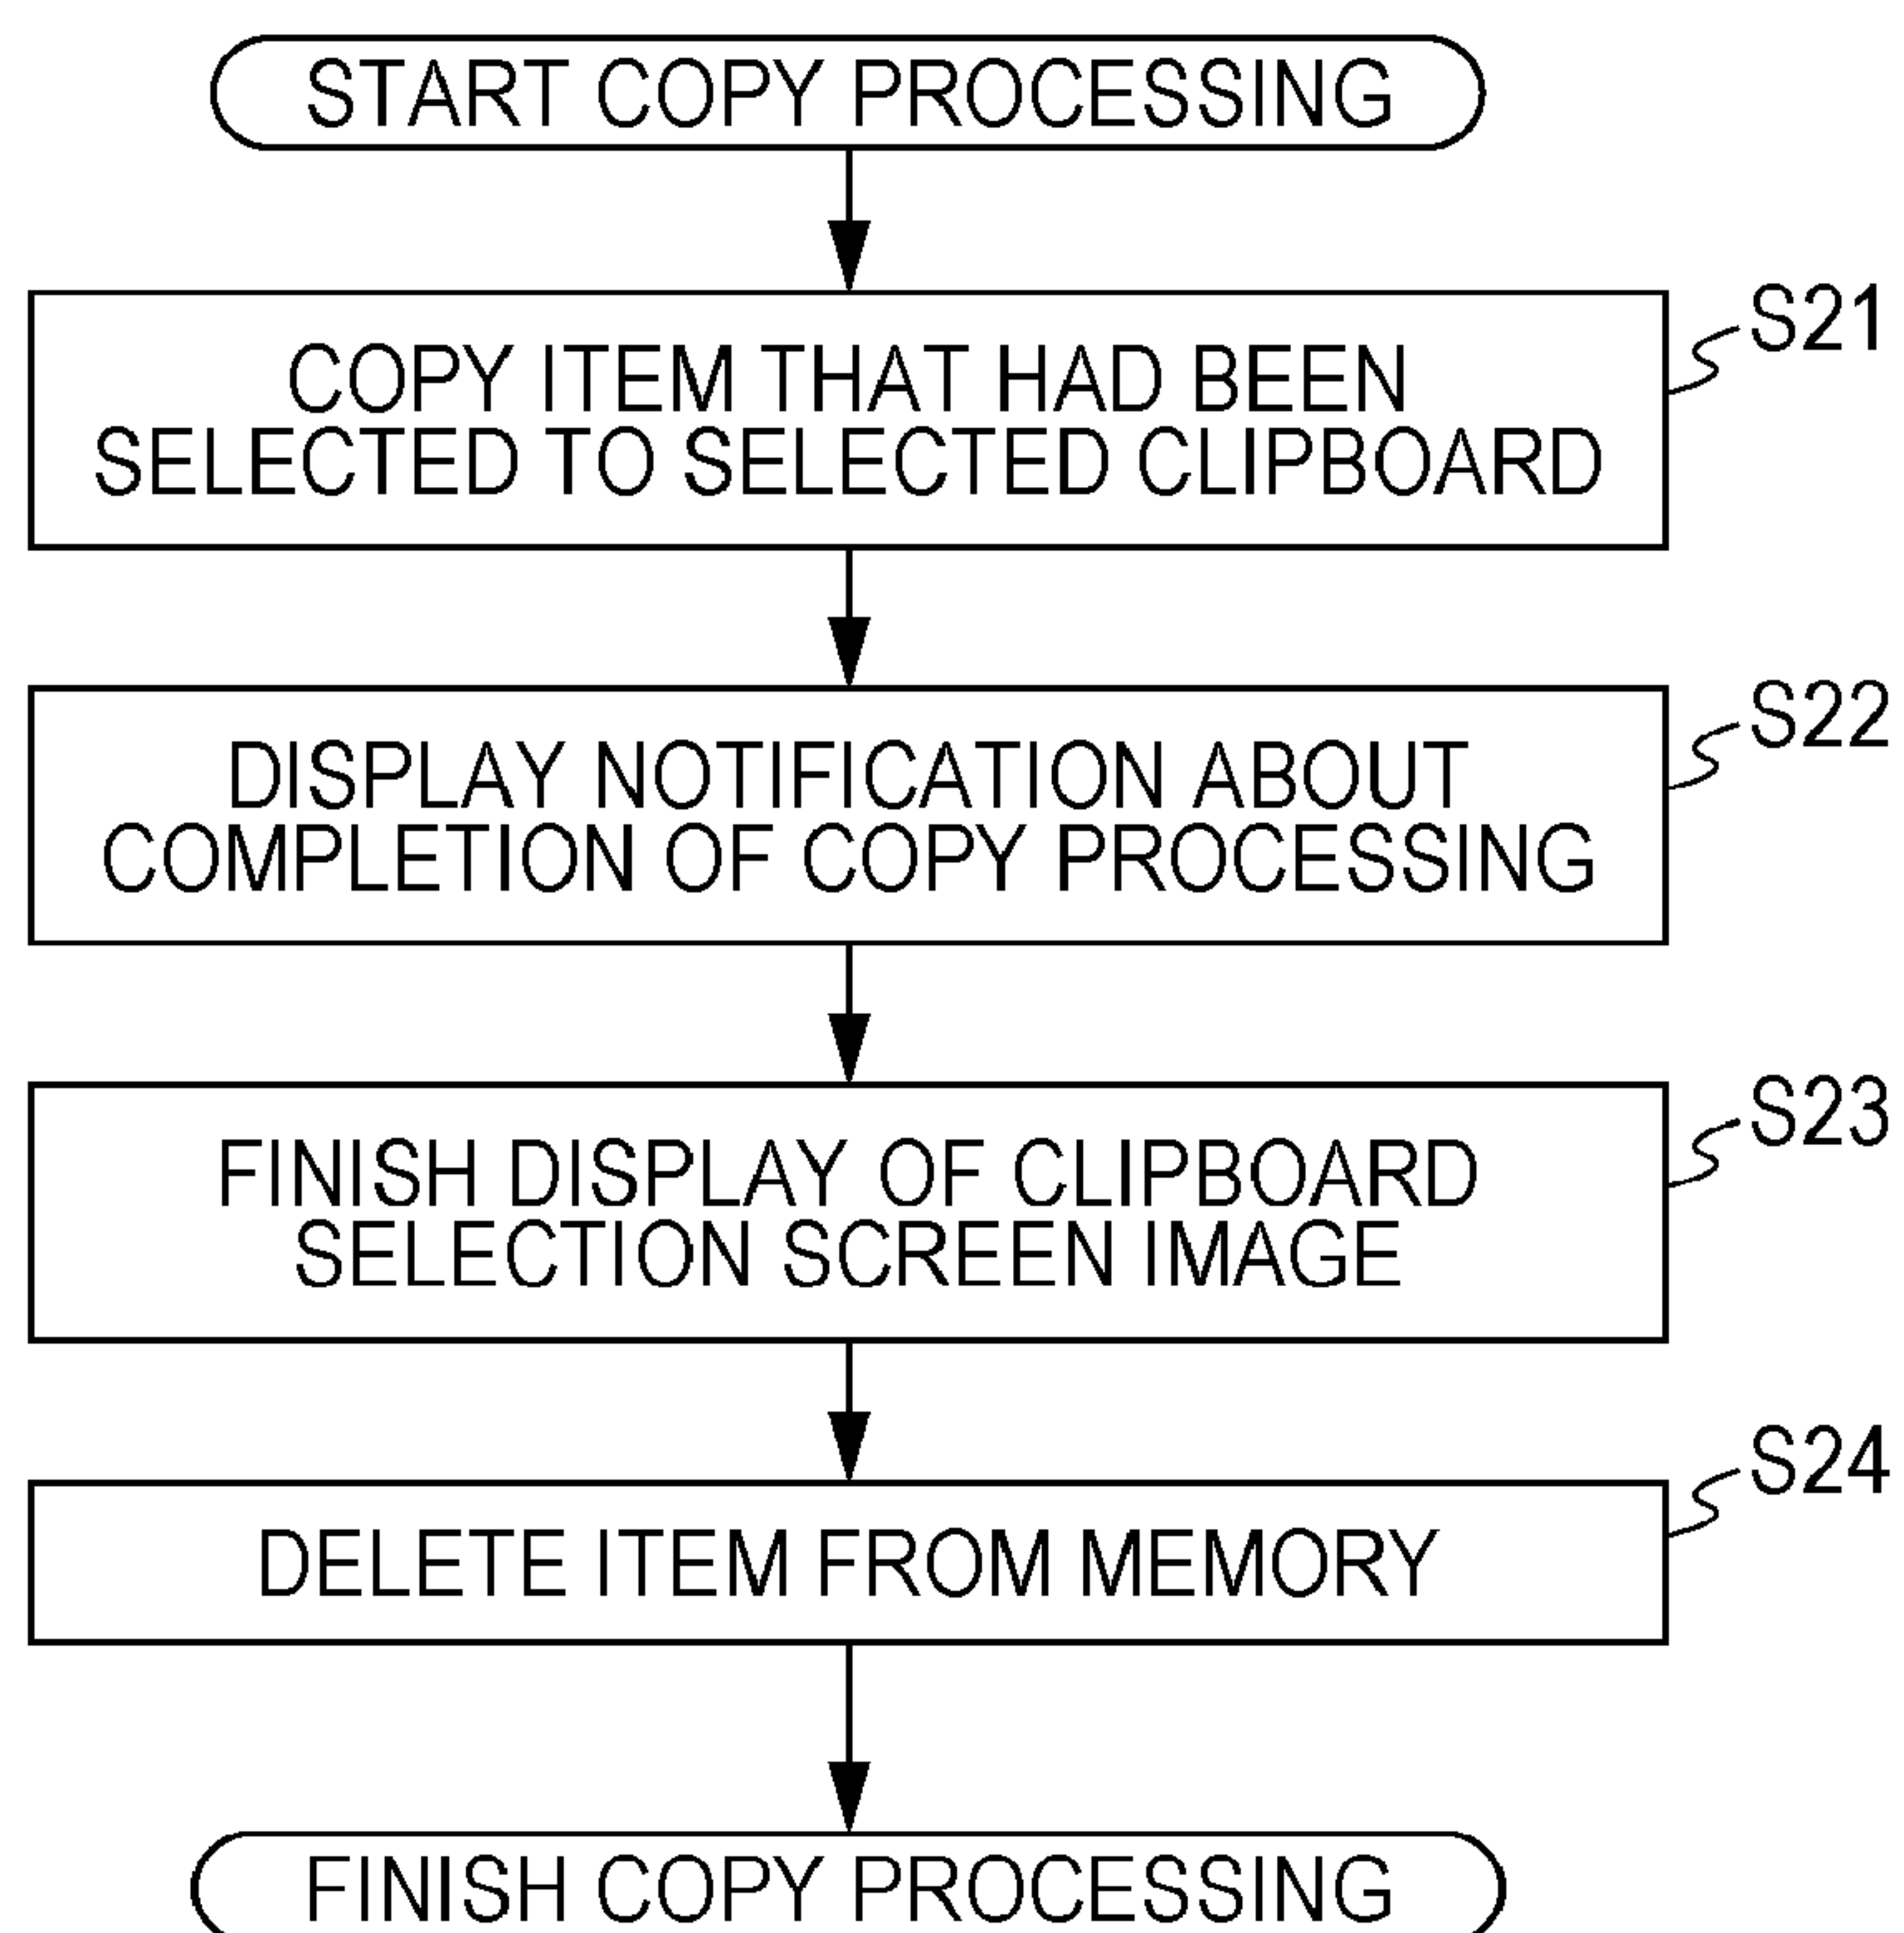 START COPY PROCESSING
COPY ITEM THAT HAD BEEN
SELECTED TO SELECTED CLIPBOARD
S21
DISPLAY NOTIFICATION ABOUT
COMPLETION OF COPY PROCESSING
S22
FINISH DISPLAY OF CLIPBOARD
SELECTION SCREEN IMAGE
S23
DELETE ITEM FROM MEMORY
S24
FINISH COPY PROCESSING